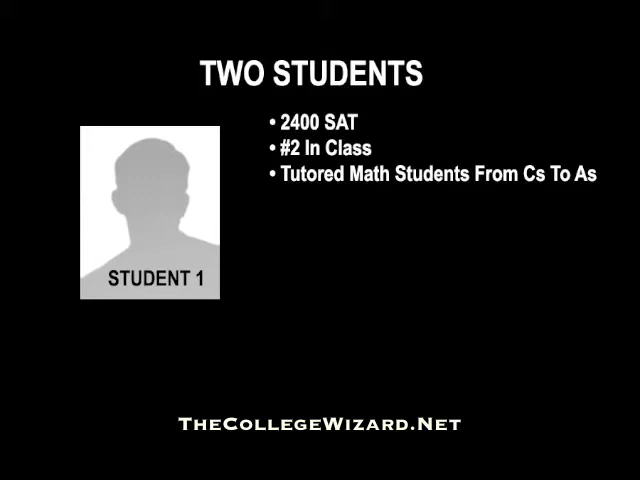 TWO STUDENTS
• 2400 SAT
• #2 In Class
• Tutored Math Students From Cs To As
STUDENT 1
THECOLLEGEWIZARD.NET